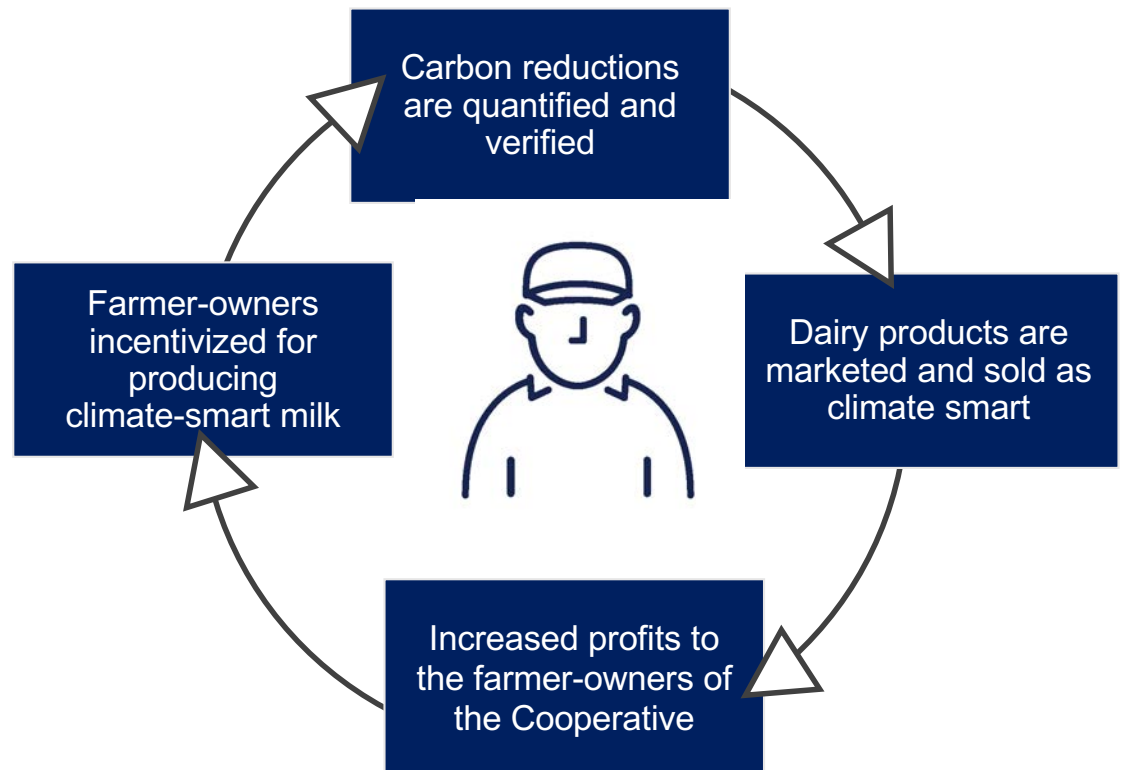 Carbon reductions
are quantified and
verified
Farmer-owners
incentivized for
producing
climate-smart milk
Dairy products are
marketed and sold as
climate smart
Increased profits to
the farmer-owners of
the Cooperative